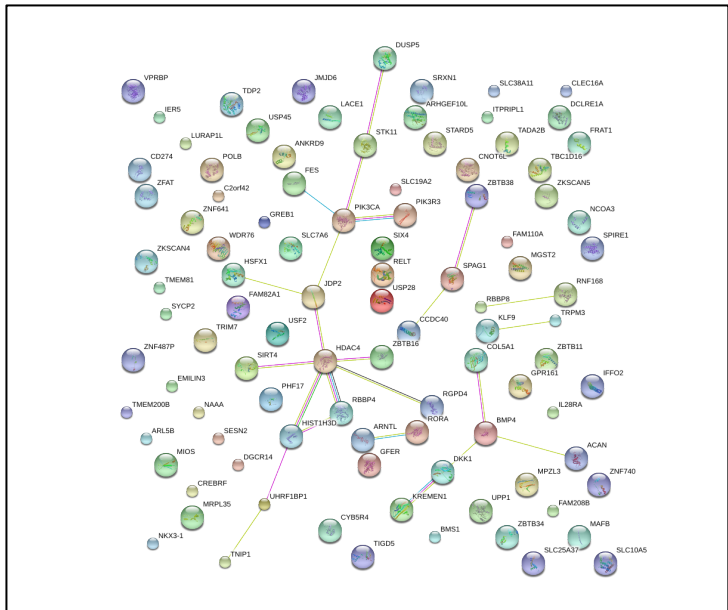 DUSP5
VPRBP
TDP2
JMJD6
SRXN1
SLC38A11
CLEC16A
IER5
USP45
LACE1
ARHGEF10L
ITPRIPL1
DCLRE1A
LURAP1L
ANKRD9
STK11
STARD5
TADA2B
FRAT1
CD274
POLB
FES
CNOT6L
TBC1D16
ZFAT
C2orf42
SLC19A2
ZBTB38
ZKSCAN5
ZNF641
GREB1
PIK3CA
PIK3R3
NCOA3
ZKSCAN4
WDR76
SLC7A6
SIX4
FAM110A
SPIRE1
HSFX1
RELT
MGST2
TMEM81
FAM82A1
JDP2
USP28
SPAG1
RNF168
SYCP2
RBBP8
TRIM7
USF2
CCDC40
KLF9
TRPM3
ZNF487P
SIRT4
HDAC4
ZBTB16
COL5A1
ZBTB11
EMILIN3
PHF17
GPR161
IFFO2
TMEM200B
NAAA
RBBP4
RGPD4
IL28RA
ARL5B
SESN2
HIST1H3D
ARNTL
RORA
BMP4
MIOS
DGCR14
GFER
ACAN
CREBRF
DKK1
MPZL3
ZNF740
MRPL35
UHRF1BP1
KREMEN1
UPP1
FAM208B
NKX3-1
CYB5R4
BMS1
ZBTB34
MAFB
TNIP1
TIGD5
SLC25A37
SLC10A5